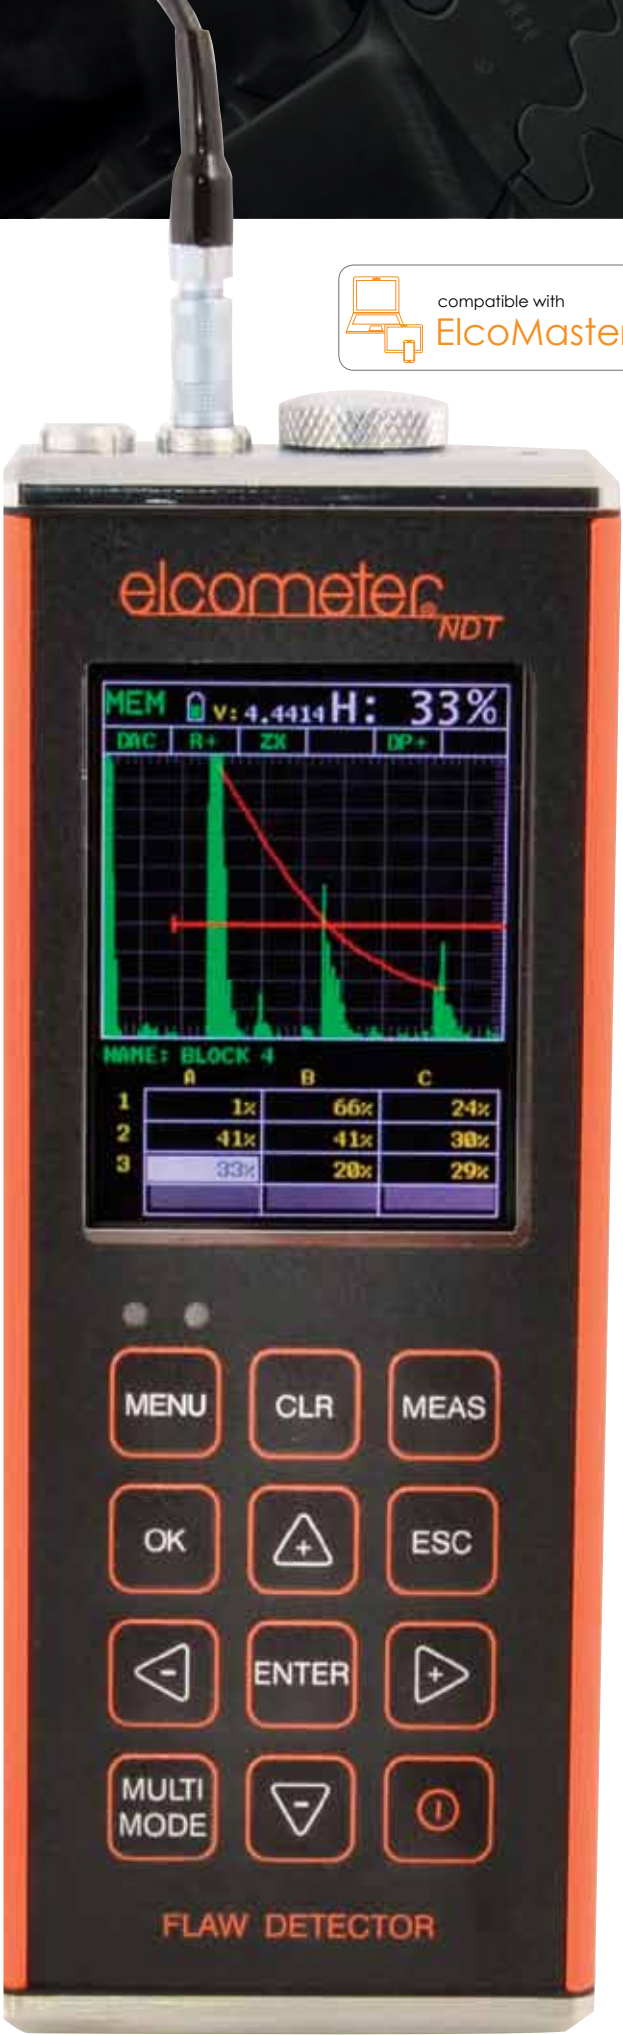 compatible with
ElcoMaster
elcometer®
NDT
MEM V: 4.4414 H: 33%
DAC R+ ZX DP+
NAME: BLOCK 4
A B C
1 1% 66% 24%
2 41% 41% 30%
3 33% 20% 29%
MENU CLR MEAS
OK + ESC
- ENTER +
MULTI
MODE -
FLAW DETECTOR